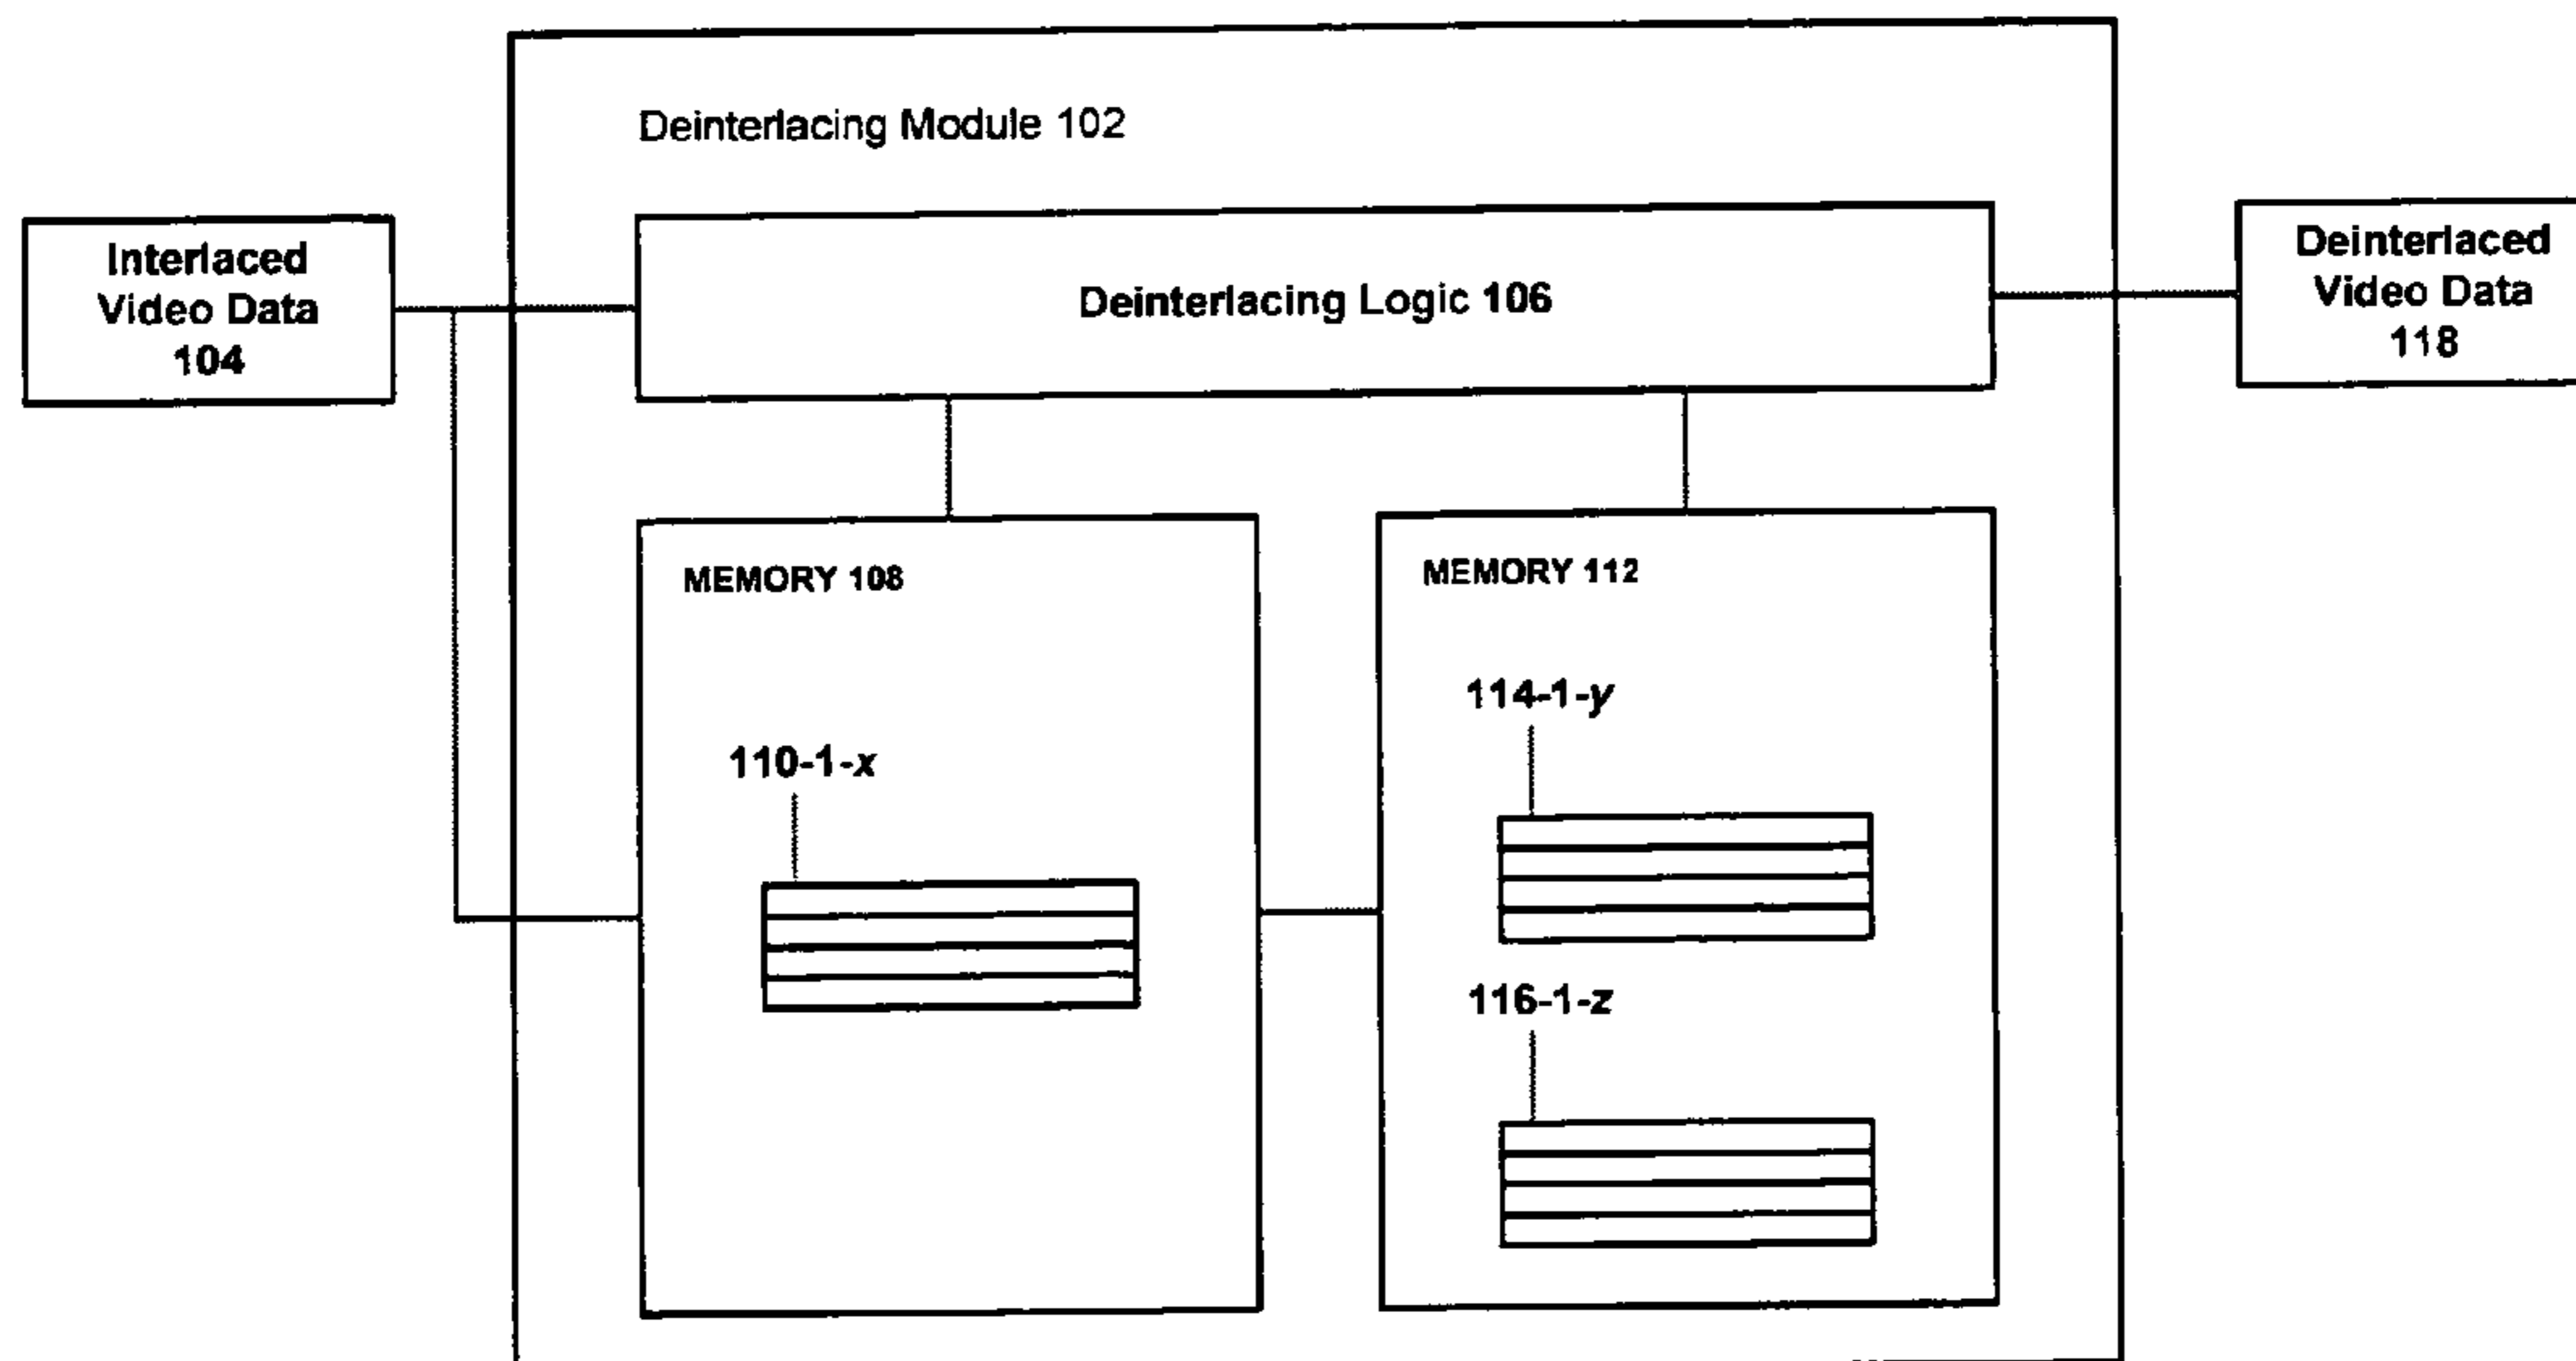 Deinterlacing Module 102
Interlaced
Video Data
104
Deinterlacing Logic 106
Deinterlaced
Video Data
118
MEMORY 108
MEMORY 112
110-1-x
114-1-y
116-1-z